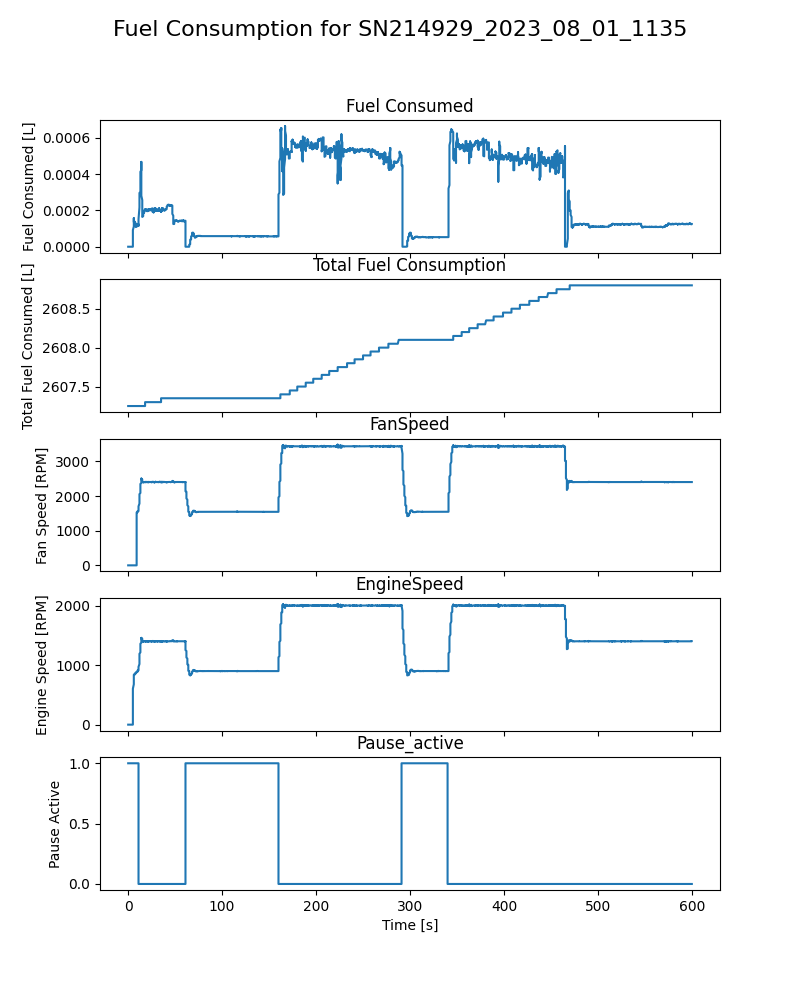 Fuel Consumption for SN214929_2023_08_01_1135
Fuel Consumed
Fuel Consumed [L]
0.0006
0.0004
0.0002
0.0000
Total Fuel Consumption
Total Fuel Consumed [L]
2608.5
2608.0
2607.5
FanSpeed
Fan Speed [RPM]
3000
2000
1000
0
EngineSpeed
Engine Speed [RPM]
2000
1000
0
Pause_active
Pause Active
1.0
0.5
0.0
0 100 200 300 400 500 600
Time [s]